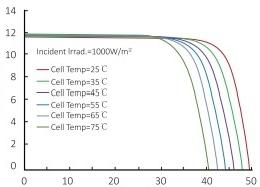 14
12
10
8
6
4
2
0
Incident Irrad.=1000W/m²
Cell Temp=25 C
Cell Temp=35 C
Cell Temp=45 C
Cell Temp=55 C
Cell Temp=65 C
Cell Temp=75 C
0 10 20 30 40 50